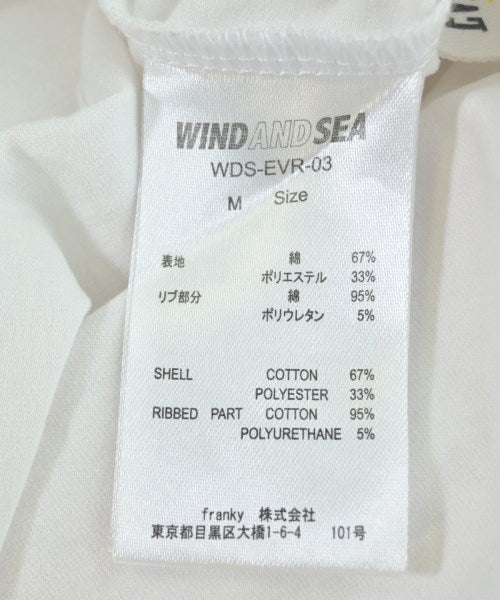 WIND AND SEA
WDS-EVR-03
M Size
表地 綿 67%
ポリエステル 33%
リブ部分 綿 95%
ポリウレタン 5%
SHELL COTTON 67%
POLYESTER 33%
RIBBED PART COTTON 95%
POLYURETHANE 5%
franky 株式会社
東京都目黒区大橋1-6-4 101号